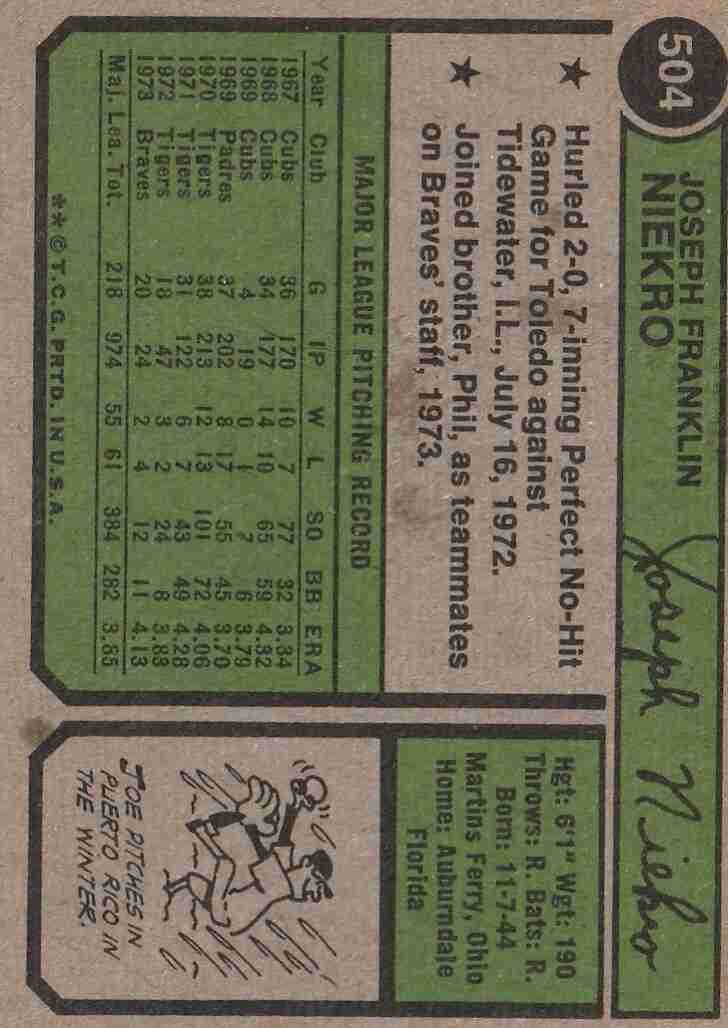 504
JOSEPH FRANKLIN
NIEKRO
Joseph Niekro
★ Hurled 2-0, 7-inning Perfect No-Hit
Game for Toledo against
Tidewater, I.L., July 16, 1972.
★ Joined brother, Phil, as teammates
on Braves' staff, 1973.
MAJOR LEAGUE PITCHING RECORD
Year Club G IP W L SO BB ERA
1967 Cubs 36 170 10 7 77 32 3.34
1968 Cubs 34 177 14 10 65 59 4.32
1969 Cubs 4 19 0 1 7 6 3.79
1969 Padres 37 202 8 17 55 45 3.70
1970 Tigers 38 213 12 13 101 72 4.06
1971 Tigers 31 122 6 7 43 49 4.28
1972 Tigers 18 47 3 2 24 8 3.83
1973 Braves 20 24 2 4 12 11 4.13
Maj. Lea. Tot. 218 974 55 61 384 282 3.85
**©T.C.G. PRTD. IN U.S.A.
Hgt: 6'1" Wgt: 190
Throws: R. Bats: R.
Born: 11-7-44
Martins Ferry, Ohio
Home: Auburndale
Florida
JOE PITCHES IN
PUERTO RICO IN
THE WINTER.